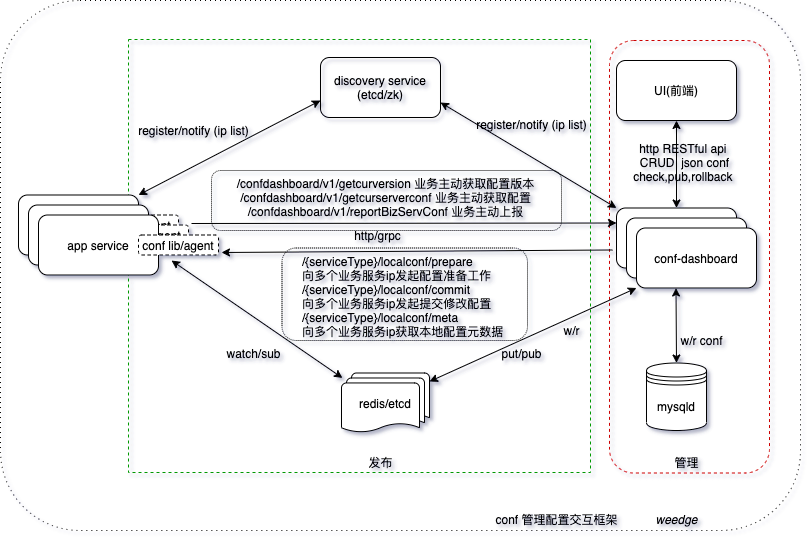 discovery service
(etcd/zk)
UI(前端)
register/notify (ip list)
register/notify (ip list)
http RESTful api
CRUD json conf
check,pub,rollback
/confdashboard/v1/getcurversion 业务主动获取配置版本
/confdashboard/v1/getcurserverconf 业务主动获取配置
/confdashboard/v1/reportBizServConf 业务主动上报
http/grpc
app service
conf lib/agent
conf-dashboard
/{serviceType}/localconf/prepare
向多个业务服务ip发起配置准备工作
/{serviceType}/localconf/commit
向多个业务服务ip发起提交修改配置
/{serviceType}/localconf/meta
向多个业务服务ip获取本地配置元数据
w/r
w/r conf
watch/sub
put/pub
redis/etcd
mysqld
发布
管理
conf 管理配置交互框架
weedge